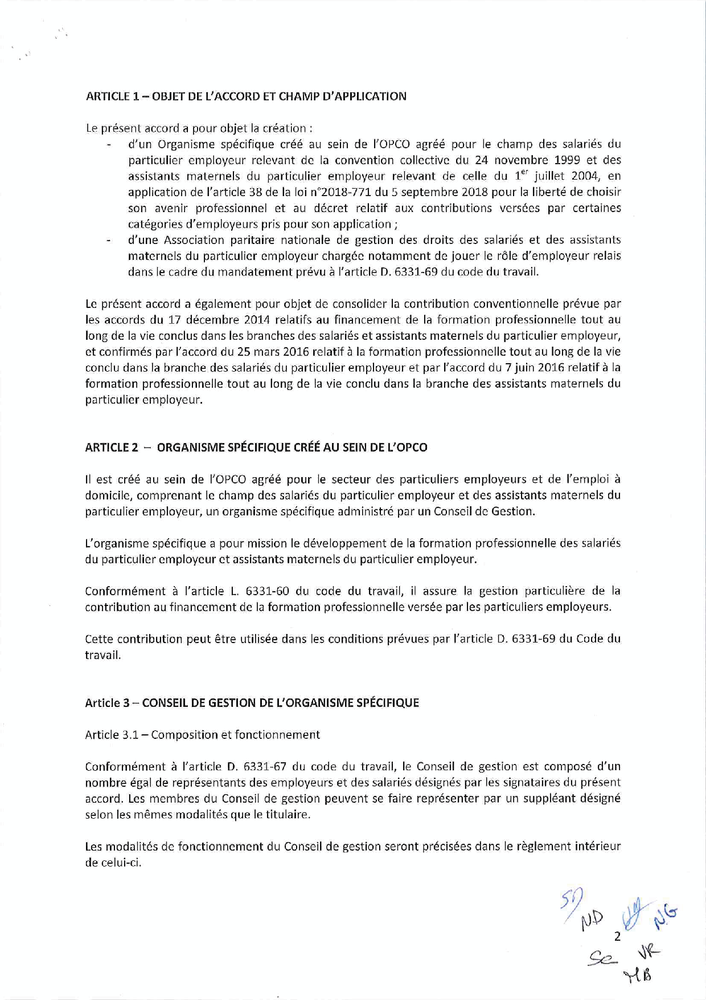 ARTICLE 1 – OBJET DE L'ACCORD ET CHAMP D'APPLICATION
Le présent accord a pour objet la création :
- d'un Organisme spécifique créé au sein de l'OPCO agréé pour le champ des salariés du
particulier employeur relevant de la convention collective du 24 novembre 1999 et des
assistants maternels du particulier employeur relevant de celle du 1er juillet 2004, en
application de l'article 38 de la loi n°2018-771 du 5 septembre 2018 pour la liberté de choisir
son avenir professionnel et au décret relatif aux contributions versées par certaines
catégories d'employeurs pris pour son application ;
- d'une Association paritaire nationale de gestion des droits des salariés et des assistants
maternels du particulier employeur chargée notamment de jouer le rôle d'employeur relais
dans le cadre du mandatement prévu à l'article D. 6331-69 du code du travail.
Le présent accord a également pour objet de consolider la contribution conventionnelle prévue par
les accords du 17 décembre 2014 relatifs au financement de la formation professionnelle tout au
long de la vie conclus dans les branches des salariés et assistants maternels du particulier employeur,
et confirmés par l'accord du 25 mars 2016 relatif à la formation professionnelle tout au long de la vie
conclu dans la branche des salariés du particulier employeur et par l'accord du 7 juin 2016 relatif à la
formation professionnelle tout au long de la vie conclu dans la branche des assistants maternels du
particulier employeur.
ARTICLE 2 – ORGANISME SPÉCIFIQUE CRÉÉ AU SEIN DE L'OPCO
Il est créé au sein de l'OPCO agréé pour le secteur des particuliers employeurs et de l'emploi à
domicile, comprenant le champ des salariés du particulier employeur et des assistants maternels du
particulier employeur, un organisme spécifique administré par un Conseil de Gestion.
L'organisme spécifique a pour mission le développement de la formation professionnelle des salariés
du particulier employeur et assistants maternels du particulier employeur.
Conformément à l'article L. 6331-60 du code du travail, il assure la gestion particulière de la
contribution au financement de la formation professionnelle versée par les particuliers employeurs.
Cette contribution peut être utilisée dans les conditions prévues par l'article D. 6331-69 du Code du
travail.
Article 3 – CONSEIL DE GESTION DE L'ORGANISME SPÉCIFIQUE
Article 3.1 – Composition et fonctionnement
Conformément à l'article D. 6331-67 du code du travail, le Conseil de gestion est composé d'un
nombre égal de représentants des employeurs et des salariés désignés par les signataires du présent
accord. Les membres du Conseil de gestion peuvent se faire représenter par un suppléant désigné
selon les mêmes modalités que le titulaire.
Les modalités de fonctionnement du Conseil de gestion seront précisées dans le règlement intérieur
de celui-ci.
ND NG
2
Se VR
MB